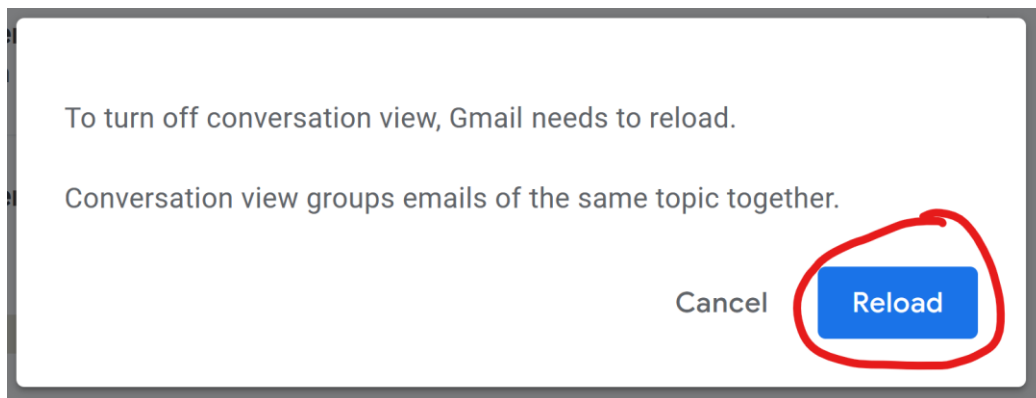 To turn off conversation view, Gmail needs to reload.
Conversation view groups emails of the same topic together.
Cancel Reload